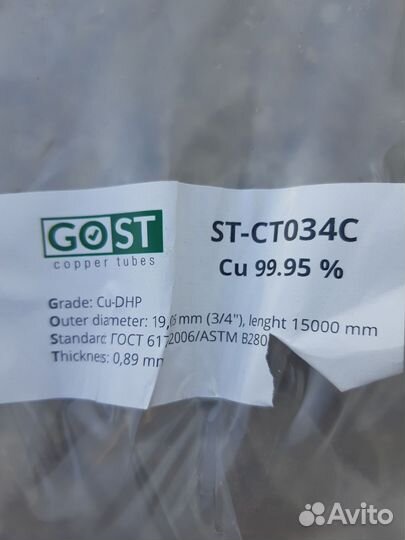 GOST
copper tubes
ST-CT034C
Cu 99.95 %
Grade: Cu-DHP
Outer diameter: 19, mm (3/4"), lenght 15000 mm
Standard: ГОСТ 617 2006/ASTM B280
Thicknes: 0,89 mm
Avito